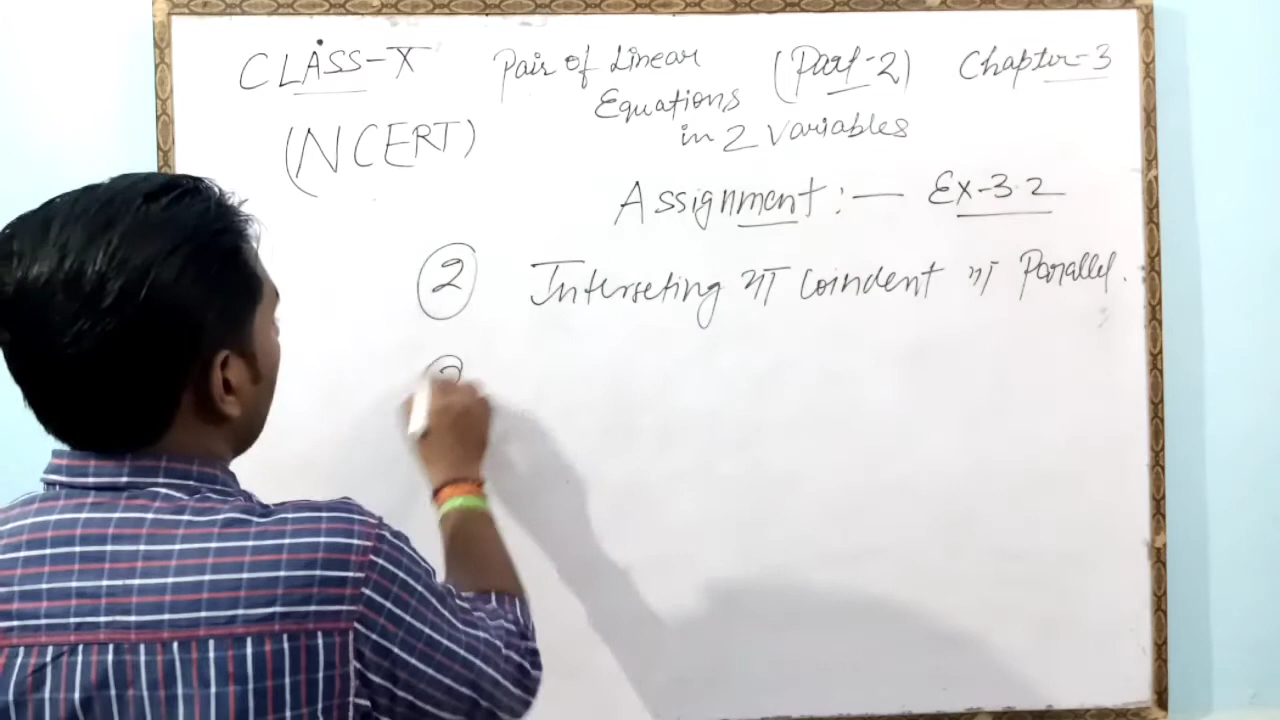 CLASS-X Pair of Linear (Part-2) Chapter-3
Equations
in 2 Variables
(NCERT)
Assignment :— Ex-3.2
2 Interseting या Coindent या Parallel.